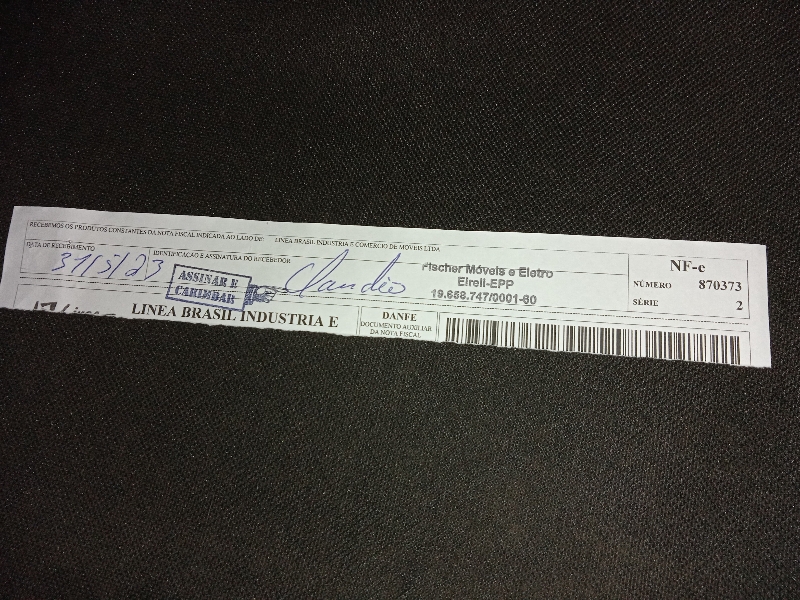 RECEBEMOS OS PRODUTOS CONSTANTES DA NOTA FISCAL INDICADA AO LADO DE: LINEA BRASIL INDUSTRIA E COMERCIO DE MOVEIS LTDA
DATA DE RECEBIMENTO
31/5/23
IDENTIFICAÇÃO E ASSINATURA DO RECEBEDOR
ASSINAR E
CARIMBAR
Claudio
Fischer Móveis e Eletro
Eireli-EPP
19.658.747/0001-60
NF-e
NÚMERO 870373
SÉRIE 2
LINEA BRASIL INDUSTRIA E
DANFE
DOCUMENTO AUXILIAR
DA NOTA FISCAL